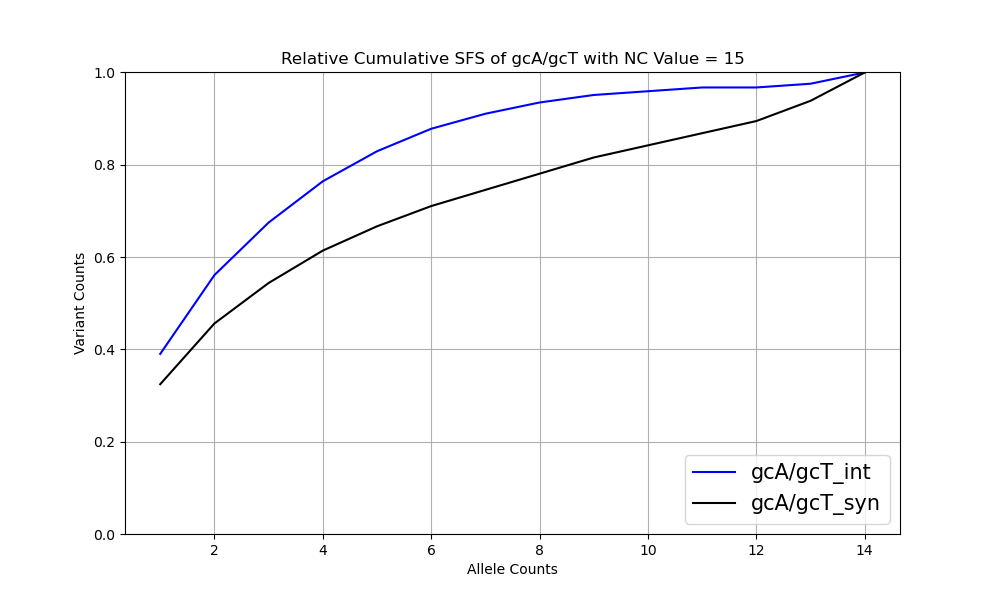 Relative Cumulative SFS of gcA/gcT with NC Value = 15
1.0
0.8
0.6
0.4
0.2
0.0
Variant Counts
gcA/gcT_int
gcA/gcT_syn
2 4 6 8 10 12 14
Allele Counts